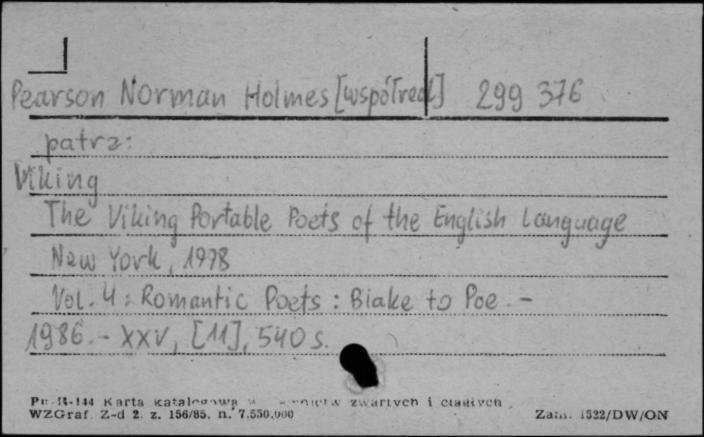 Pearson Norman Holmes [współred] 299 376
patrz:
Viking
The Viking Portable Poets of the English Language
New York, 1978
Vol. 4: Romantic Poets: Blake to Poe. -
1986. - XXV, [11], 540 s.
Pu-R-144 Karta katalogowa zwartych i ciągłych
WZGraf. Z-d 2. z. 156/85. n. 7.550.000 Zam. 1522/DW/ON